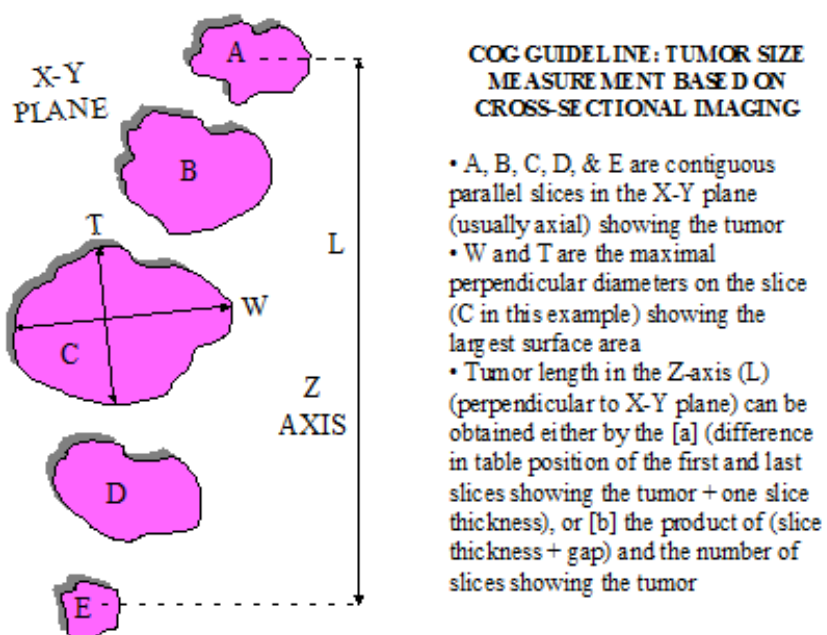 A
X-Y
PLANE
B
T
L
W
C
Z
AXIS
D
E
COG GUIDELINE: TUMOR SIZE
MEASUREMENT BASED ON
CROSS-SECTIONAL IMAGING
• A, B, C, D, & E are contiguous
parallel slices in the X-Y plane
(usually axial) showing the tumor
• W and T are the maximal
perpendicular diameters on the slice
(C in this example) showing the
largest surface area
• Tumor length in the Z-axis (L)
(perpendicular to X-Y plane) can be
obtained either by the [a] (difference
in table position of the first and last
slices showing the tumor + one slice
thickness), or [b] the product of (slice
thickness + gap) and the number of
slices showing the tumor